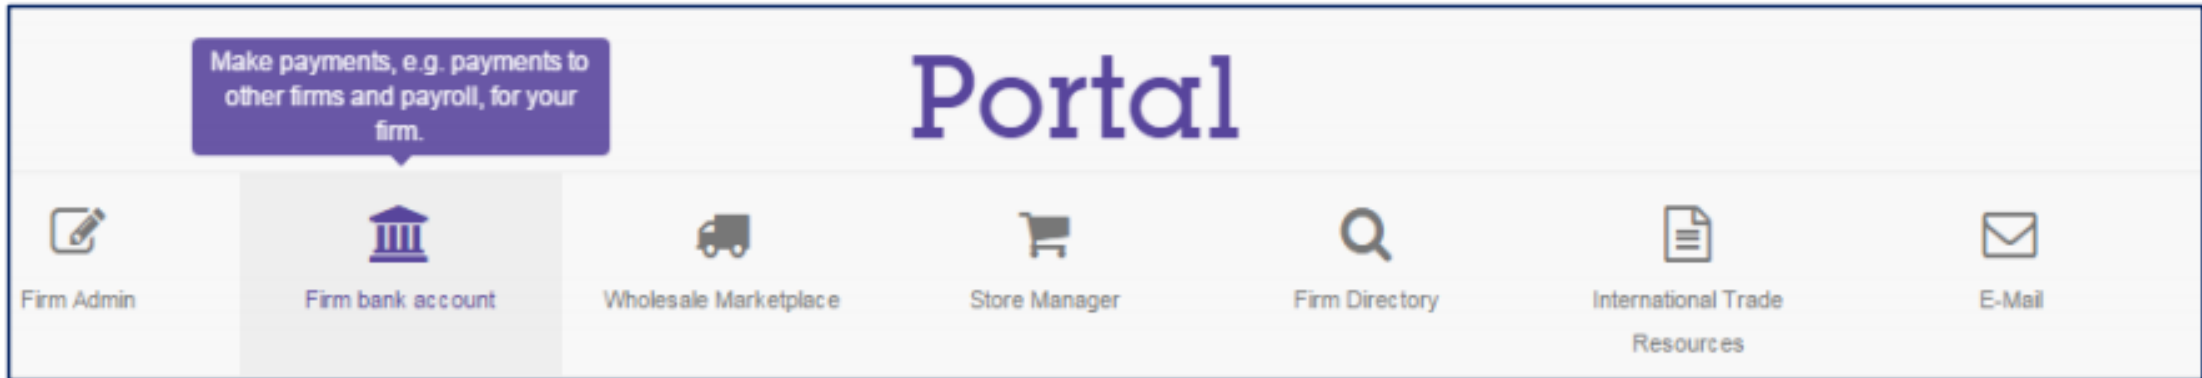 Make payments, e.g. payments to
other firms and payroll, for your
firm.
Portal
Firm Admin
Firm bank account
Wholesale Marketplace
Store Manager
Firm Directory
International Trade
Resources
E-Mail